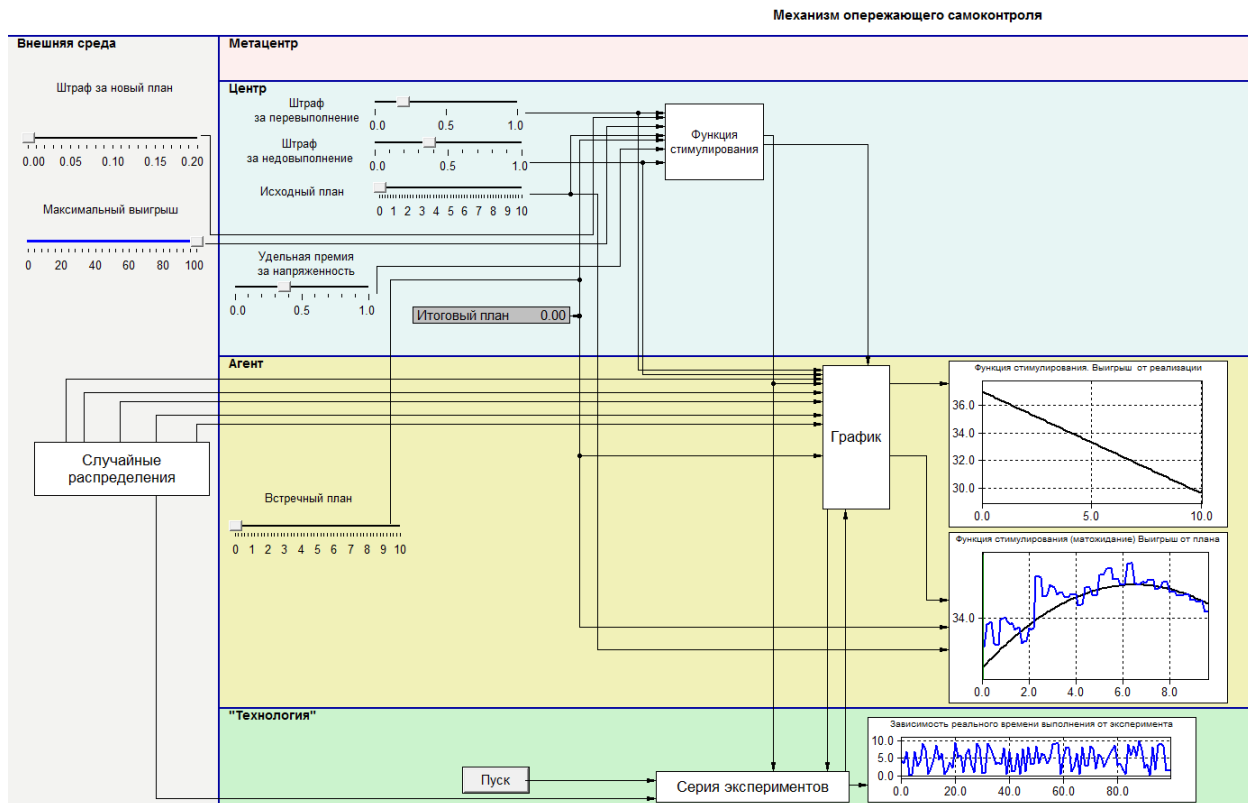 Механизм опережающего самоконтроля
Внешняя среда
Штраф за новый план
0.00 0.05 0.10 0.15 0.20
Максимальный выигрыш
0 20 40 60 80 100
Случайные
распределения
Метацентр
Центр
Штраф
за перевыполнение
0.0 0.5 1.0
Штраф
за недовыполнение
0.0 0.5 1.0
Исходный план
0 1 2 3 4 5 6 7 8 9 10
Удельная премия
за напряженность
0.0 0.5 1.0
Итоговый план 0.00
Функция
стимулирования
Агент
Встречный план
0 1 2 3 4 5 6 7 8 9 10
График
Функция стимулирования. Выигрыш от реализации
36.0
34.0
32.0
30.0
0.0 5.0 10.0
Функция стимулирования (матожидание) Выигрыш от плана
34.0
0.0 2.0 4.0 6.0 8.0
"Технология"
Пуск
Серия экспериментов
Зависимость реального времени выполнения от эксперимента
10.0
5.0
0.0
0.0 20.0 40.0 60.0 80.0